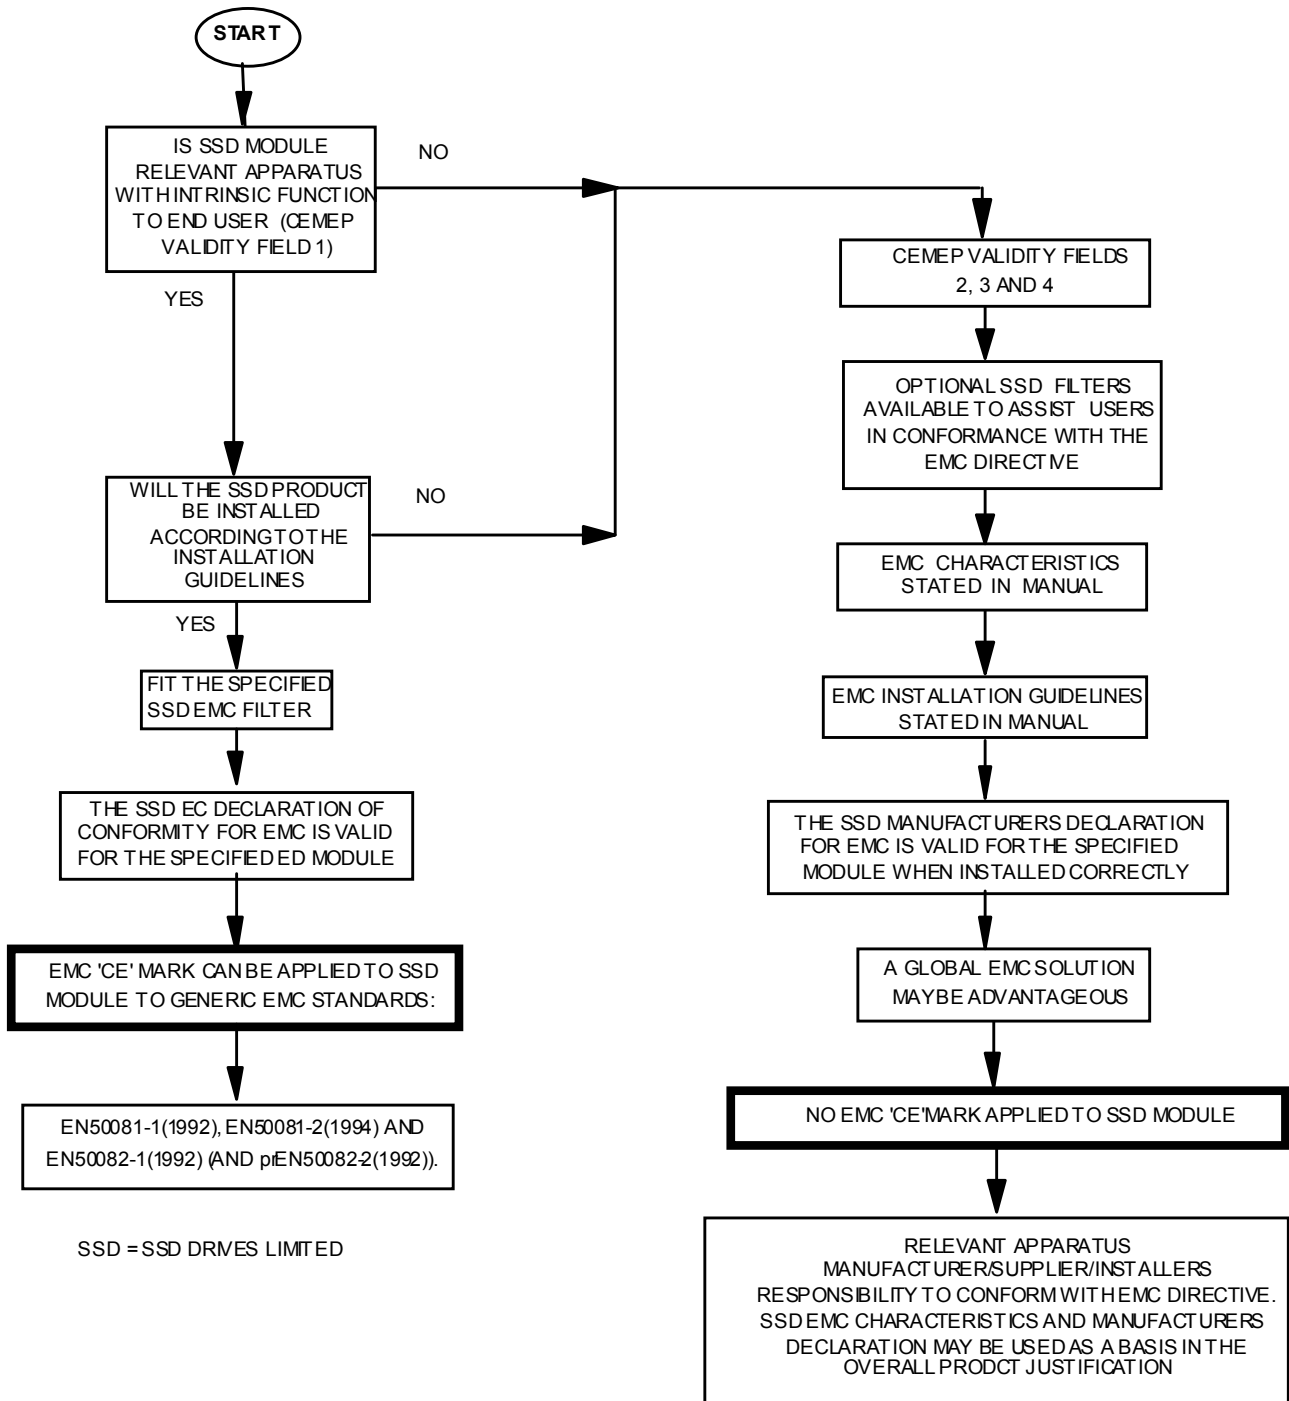 START
IS SSD MODULE
RELEVANT APPARATUS
WITH INTRINSIC FUNCTION
TO END USER (CEMEP
VALIDITY FIELD 1)
NO
YES
WILL THE SSD PRODUCT
BE INSTALLED
ACCORDING TO THE
INSTALLATION
GUIDELINES
NO
YES
FIT THE SPECIFIED
SSD EMC FILTER
THE SSD EC DECLARATION OF
CONFORMITY FOR EMC IS VALID
FOR THE SPECIFIED ED MODULE
EMC 'CE' MARK CAN BE APPLIED TO SSD
MODULE TO GENERIC EMC STANDARDS:
EN50081-1(1992), EN50081-2(1994) AND
EN50082-1(1992) (AND prEN50082-2(1992)).
SSD = SSD DRIVES LIMITED
CEMEP VALIDITY FIELDS
2, 3 AND 4
OPTIONAL SSD FILTERS
AVAILABLE TO ASSIST USERS
IN CONFORMANCE WITH THE
EMC DIRECTIVE
EMC CHARACTERISTICS
STATED IN MANUAL
EMC INSTALLATION GUIDELINES
STATED IN MANUAL
THE SSD MANUFACTURERS DECLARATION
FOR EMC IS VALID FOR THE SPECIFIED
MODULE WHEN INSTALLED CORRECTLY
A GLOBAL EMC SOLUTION
MAYBE ADVANTAGEOUS
NO EMC 'CE' MARK APPLIED TO SSD MODULE
RELEVANT APPARATUS
MANUFACTURER/SUPPLIER/INSTALLERS
RESPONSIBILITY TO CONFORM WITH EMC DIRECTIVE.
SSD EMC CHARACTERISTICS AND MANUFACTURERS
DECLARATION MAY BE USED AS A BASIS IN THE
OVERALL PRODCT JUSTIFICATION